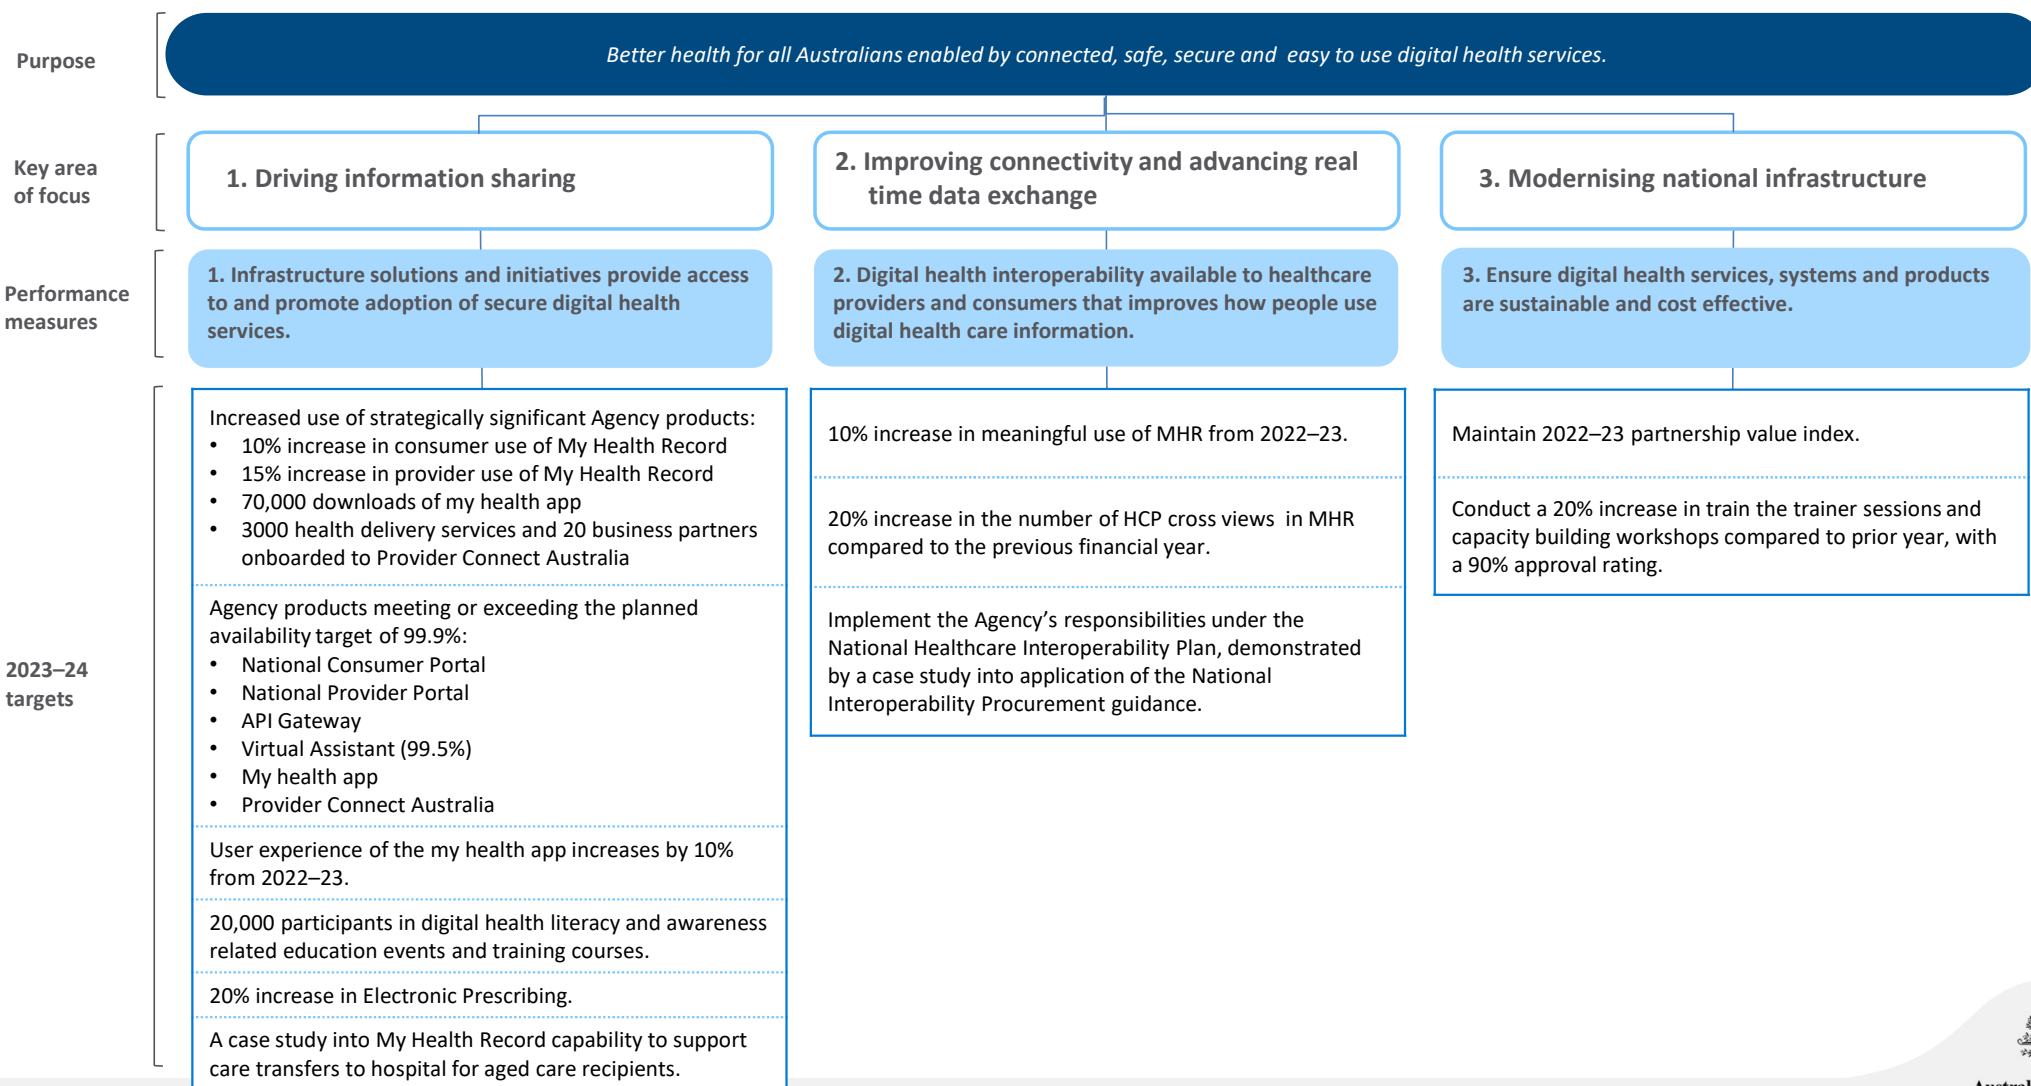 Purpose
Better health for all Australians enabled by connected, safe, secure and easy to use digital health services.
Key area
of focus
1. Driving information sharing
2. Improving connectivity and advancing real
time data exchange
3. Modernising national infrastructure
Performance
measures
1. Infrastructure solutions and initiatives provide access
to and promote adoption of secure digital health
services.
2. Digital health interoperability available to healthcare
providers and consumers that improves how people use
digital health care information.
3. Ensure digital health services, systems and products
are sustainable and cost effective.
2023–24
targets
Increased use of strategically significant Agency products:
• 10% increase in consumer use of My Health Record
• 15% increase in provider use of My Health Record
• 70,000 downloads of my health app
• 3000 health delivery services and 20 business partners
onboarded to Provider Connect Australia
Agency products meeting or exceeding the planned
availability target of 99.9%:
• National Consumer Portal
• National Provider Portal
• API Gateway
• Virtual Assistant (99.5%)
• My health app
• Provider Connect Australia
User experience of the my health app increases by 10%
from 2022–23.
20,000 participants in digital health literacy and awareness
related education events and training courses.
20% increase in Electronic Prescribing.
A case study into My Health Record capability to support
care transfers to hospital for aged care recipients.
10% increase in meaningful use of MHR from 2022–23.
20% increase in the number of HCP cross views in MHR
compared to the previous financial year.
Implement the Agency’s responsibilities under the
National Healthcare Interoperability Plan, demonstrated
by a case study into application of the National
Interoperability Procurement guidance.
Maintain 2022–23 partnership value index.
Conduct a 20% increase in train the trainer sessions and
capacity building workshops compared to prior year, with
a 90% approval rating.